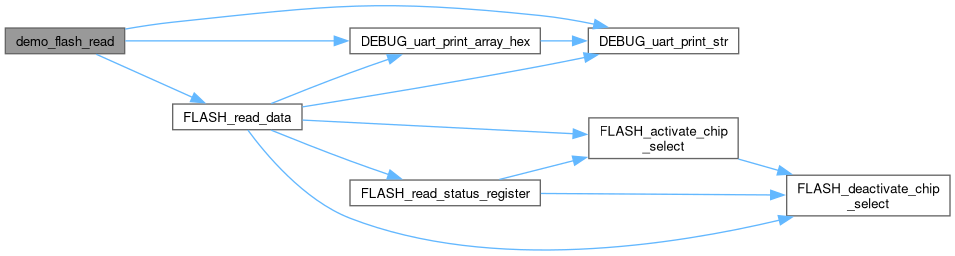 demo_flash_read
DEBUG_uart_print_array_hex
DEBUG_uart_print_str
FLASH_read_data
FLASH_activate_chip
_select
FLASH_read_status_register
FLASH_deactivate_chip
_select